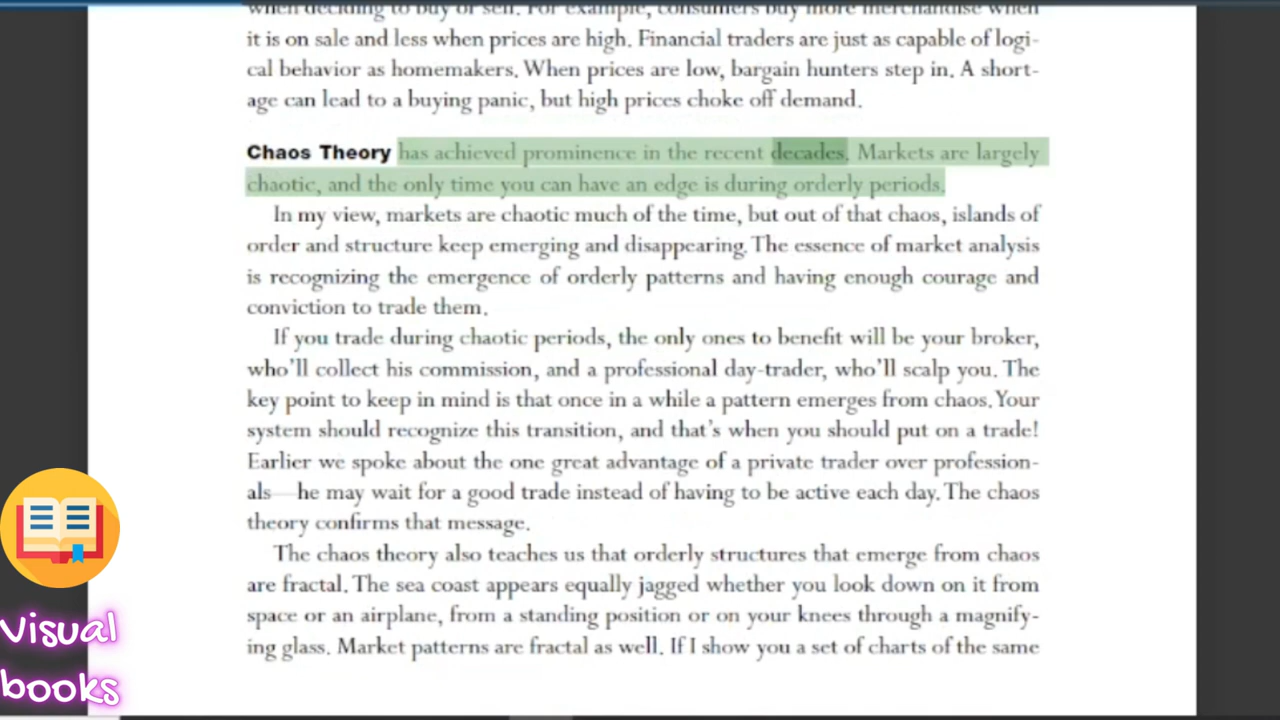 when deciding to buy or sell. For example, consumers buy more merchandise when
it is on sale and less when prices are high. Financial traders are just as capable of logi-
cal behavior as homemakers. When prices are low, bargain hunters step in. A short-
age can lead to a buying panic, but high prices choke off demand.
Chaos Theory has achieved prominence in the recent decades. Markets are largely
chaotic, and the only time you can have an edge is during orderly periods.
In my view, markets are chaotic much of the time, but out of that chaos, islands of
order and structure keep emerging and disappearing. The essence of market analysis
is recognizing the emergence of orderly patterns and having enough courage and
conviction to trade them.
If you trade during chaotic periods, the only ones to benefit will be your broker,
who'll collect his commission, and a professional day-trader, who'll scalp you. The
key point to keep in mind is that once in a while a pattern emerges from chaos. Your
system should recognize this transition, and that's when you should put on a trade!
Earlier we spoke about the one great advantage of a private trader over profession-
als—he may wait for a good trade instead of having to be active each day. The chaos
theory confirms that message.
The chaos theory also teaches us that orderly structures that emerge from chaos
are fractal. The sea coast appears equally jagged whether you look down on it from
space or an airplane, from a standing position or on your knees through a magnify-
ing glass. Market patterns are fractal as well. If I show you a set of charts of the same
Visual
books